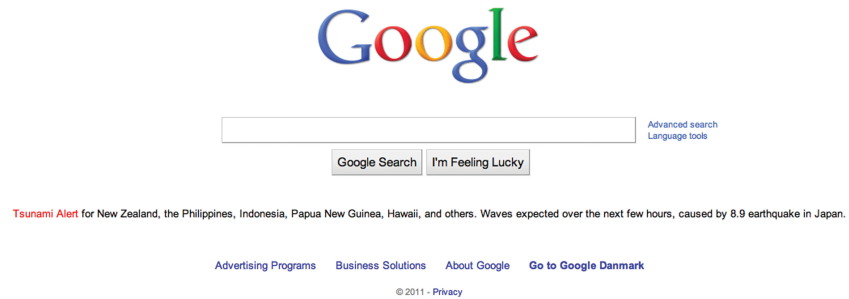 Google
Advanced search
Language tools
Google Search I'm Feeling Lucky
Tsunami Alert for New Zealand, the Philippines, Indonesia, Papua New Guinea, Hawaii, and others. Waves expected over the next few hours, caused by 8.9 earthquake in Japan.
Advertising Programs Business Solutions About Google Go to Google Danmark
© 2011 - Privacy